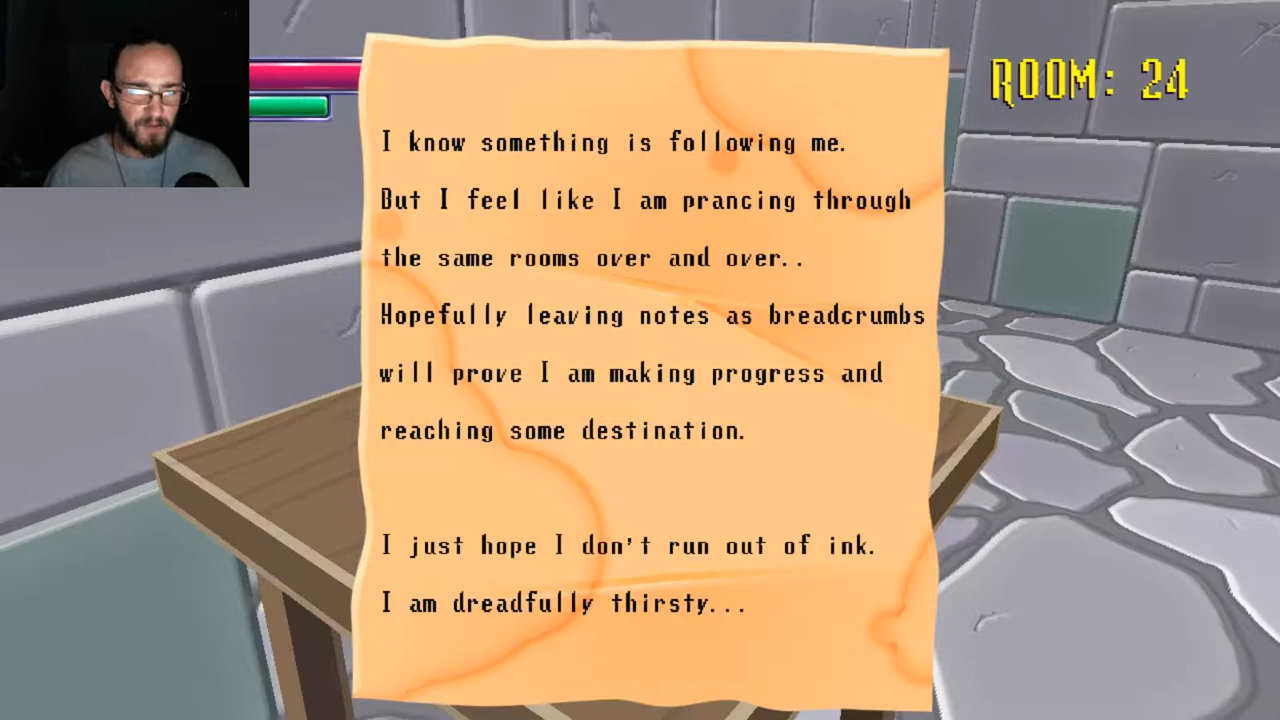 ROOM: 24
I know something is following me.
But I feel like I am prancing through
the same rooms over and over..
Hopefully leaving notes as breadcrumbs
will prove I am making progress and
reaching some destination.
I just hope I don't run out of ink.
I am dreadfully thirsty...